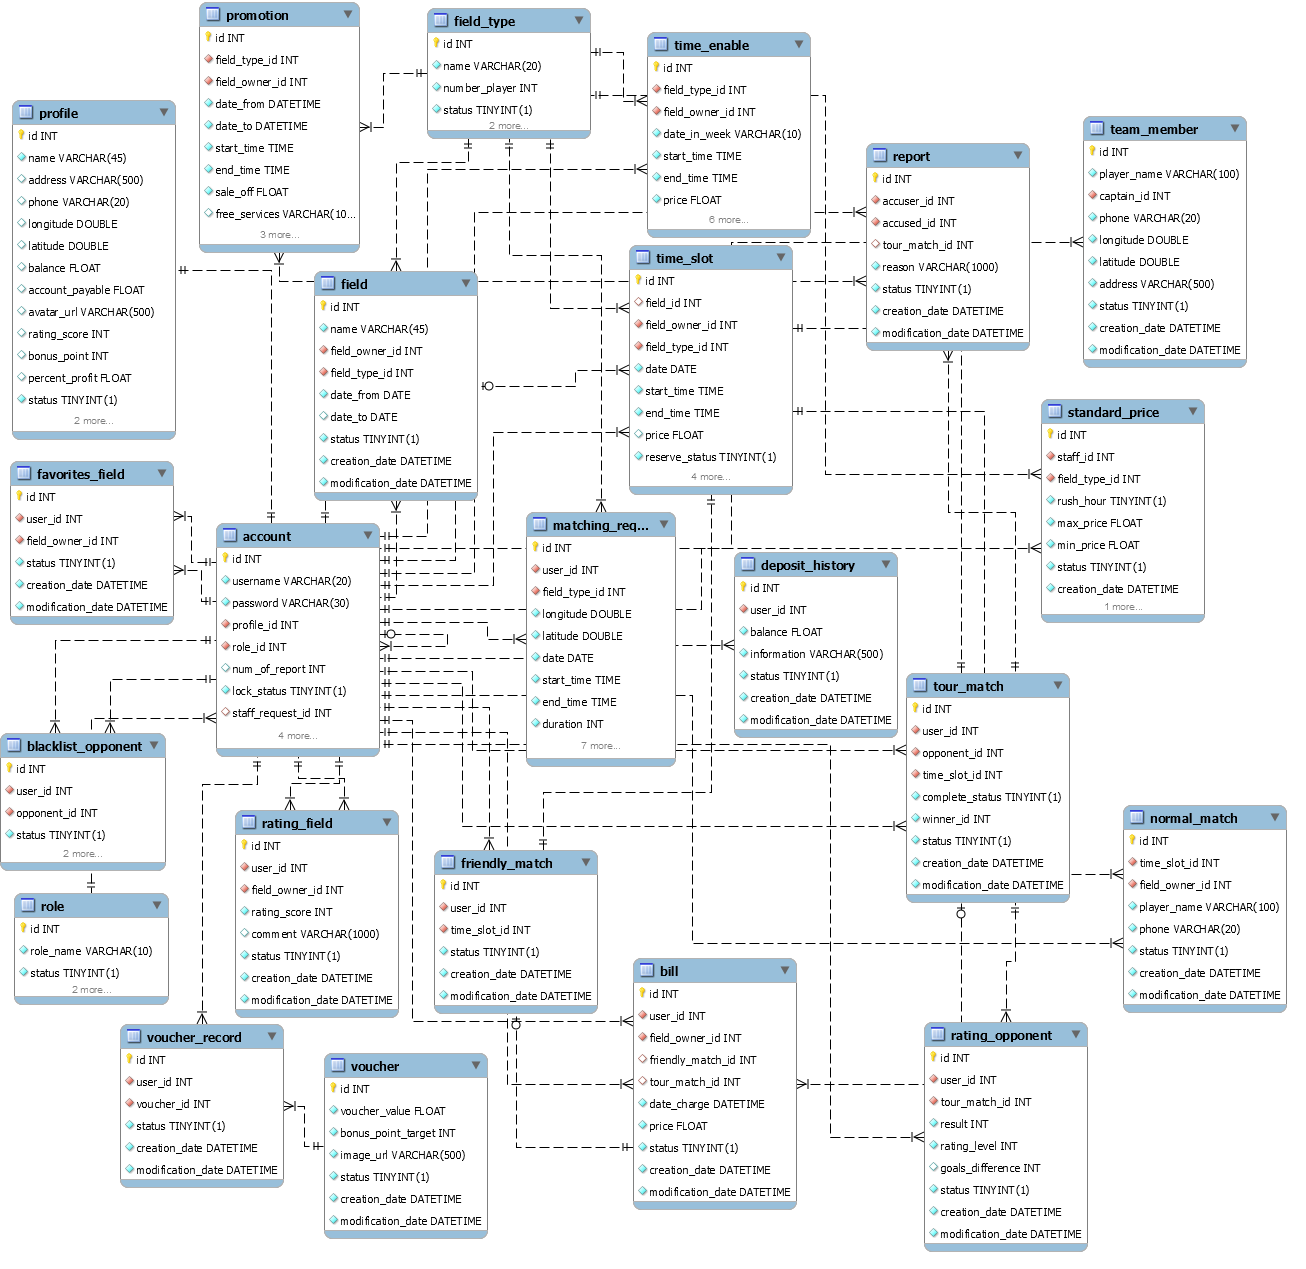 promotion
id INT
field_type_id INT
field_owner_id INT
date_from DATETIME
date_to DATETIME
start_time TIME
end_time TIME
sale_off FLOAT
free_services VARCHAR(10...
3 more...
field_type
id INT
name VARCHAR(20)
number_player INT
status TINYINT(1)
2 more...
time_enable
id INT
field_type_id INT
field_owner_id INT
date_in_week VARCHAR(10)
start_time TIME
end_time TIME
price FLOAT
6 more...
profile
id INT
name VARCHAR(45)
address VARCHAR(500)
phone VARCHAR(20)
longitude DOUBLE
latitude DOUBLE
balance FLOAT
account_payable FLOAT
avatar_url VARCHAR(500)
rating_score INT
bonus_point INT
percent_profit FLOAT
status TINYINT(1)
2 more...
report
id INT
accuser_id INT
accused_id INT
tour_match_id INT
reason VARCHAR(1000)
status TINYINT(1)
creation_date DATETIME
modification_date DATETIME
team_member
id INT
player_name VARCHAR(100)
captain_id INT
phone VARCHAR(20)
longitude DOUBLE
latitude DOUBLE
address VARCHAR(500)
status TINYINT(1)
creation_date DATETIME
modification_date DATETIME
field
id INT
name VARCHAR(45)
field_owner_id INT
field_type_id INT
date_from DATE
date_to DATE
status TINYINT(1)
creation_date DATETIME
modification_date DATETIME
time_slot
id INT
field_id INT
field_owner_id INT
field_type_id INT
date DATE
start_time TIME
end_time TIME
price FLOAT
reserve_status TINYINT(1)
4 more...
standard_price
id INT
staff_id INT
field_type_id INT
rush_hour TINYINT(1)
max_price FLOAT
min_price FLOAT
status TINYINT(1)
creation_date DATETIME
1 more...
favorites_field
id INT
user_id INT
field_owner_id INT
status TINYINT(1)
creation_date DATETIME
modification_date DATETIME
account
id INT
username VARCHAR(20)
password VARCHAR(30)
profile_id INT
role_id INT
num_of_report INT
lock_status TINYINT(1)
staff_request_id INT
4 more...
matching_req...
id INT
user_id INT
field_type_id INT
longitude DOUBLE
latitude DOUBLE
date DATE
start_time TIME
end_time TIME
duration INT
7 more...
deposit_history
id INT
user_id INT
balance FLOAT
information VARCHAR(500)
status TINYINT(1)
creation_date DATETIME
modification_date DATETIME
tour_match
id INT
user_id INT
opponent_id INT
time_slot_id INT
complete_status TINYINT(1)
winner_id INT
status TINYINT(1)
creation_date DATETIME
modification_date DATETIME
blacklist_opponent
id INT
user_id INT
opponent_id INT
status TINYINT(1)
2 more...
role
id INT
role_name VARCHAR(10)
status TINYINT(1)
2 more...
rating_field
id INT
user_id INT
field_owner_id INT
rating_score INT
comment VARCHAR(1000)
status TINYINT(1)
creation_date DATETIME
modification_date DATETIME
friendly_match
id INT
user_id INT
time_slot_id INT
status TINYINT(1)
creation_date DATETIME
modification_date DATETIME
normal_match
id INT
time_slot_id INT
field_owner_id INT
player_name VARCHAR(100)
phone VARCHAR(20)
status TINYINT(1)
creation_date DATETIME
modification_date DATETIME
bill
id INT
user_id INT
field_owner_id INT
friendly_match_id INT
tour_match_id INT
date_charge DATETIME
price FLOAT
status TINYINT(1)
creation_date DATETIME
modification_date DATETIME
voucher_record
id INT
user_id INT
voucher_id INT
status TINYINT(1)
creation_date DATETIME
modification_date DATETIME
voucher
id INT
voucher_value FLOAT
bonus_point_target INT
image_url VARCHAR(500)
status TINYINT(1)
creation_date DATETIME
modification_date DATETIME
rating_opponent
id INT
user_id INT
tour_match_id INT
result INT
rating_level INT
goals_difference INT
status TINYINT(1)
creation_date DATETIME
modification_date DATETIME